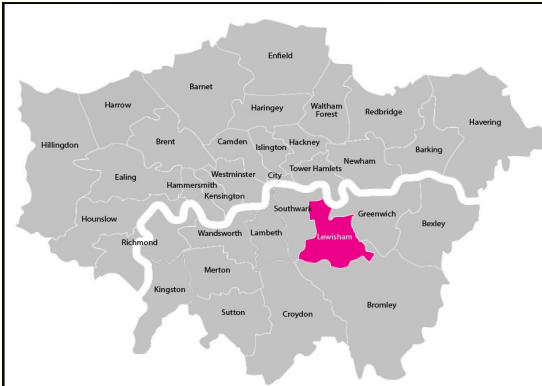 Enfield
Barnet
Harrow
Haringey
Waltham
Forest
Redbridge
Havering
Hillingdon
Brent
Camden
Islington
Hackney
Barking
Ealing
Westminster
City
Tower Hamlets
Newham
Hammersmith
Kensington
Hounslow
Southwark
Greenwich
Bexley
Richmond
Wandsworth
Lambeth
Lewisham
Merton
Kingston
Sutton
Croydon
Bromley